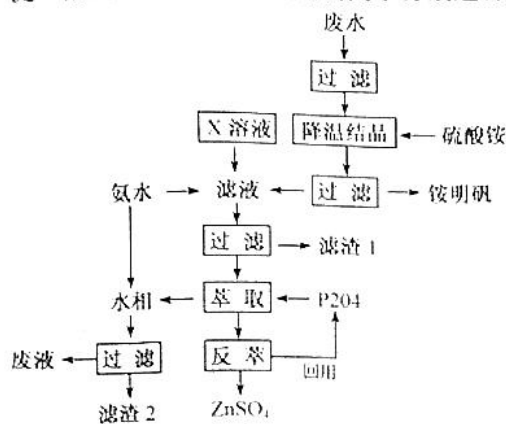 废水
过 滤
X 溶液
降温结晶
硫酸铵
氨水
滤液
过 滤
铵明矾
过 滤
滤渣 1
水相
萃 取
P204
废液
过 滤
反 萃
回用
滤渣 2
ZnSO₄